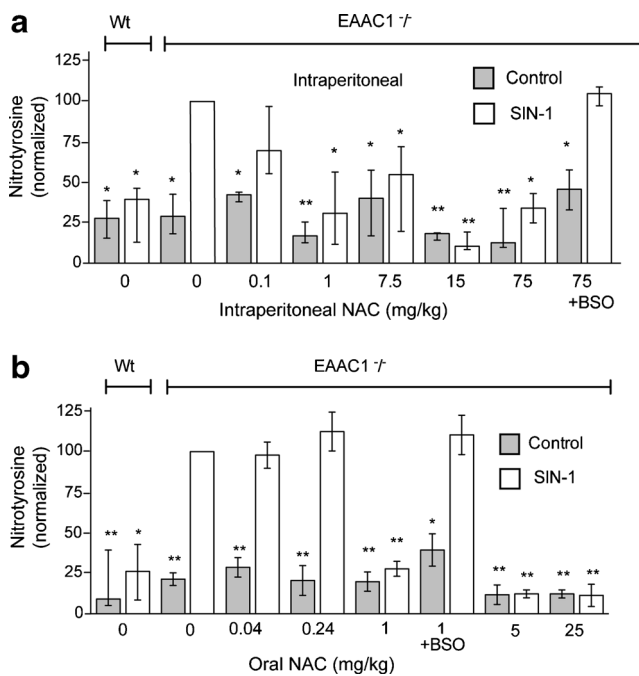 a
Wt
EAAC1 -/-
Intraperitoneal
Control
SIN-1
Nitrotyrosine
(normalized)
125
100
75
50
25
0
* * * * ** * * * ** ** ** * *
0 0 0.1 1 7.5 15 75 75
+BSO
Intraperitoneal NAC (mg/kg)
b
Wt
EAAC1 -/-
Control
SIN-1
Nitrotyrosine
(normalized)
125
100
75
50
25
0
** * ** ** ** ** ** * ** ** ** **
0 0 0.04 0.24 1 1 5 25
+BSO
Oral NAC (mg/kg)